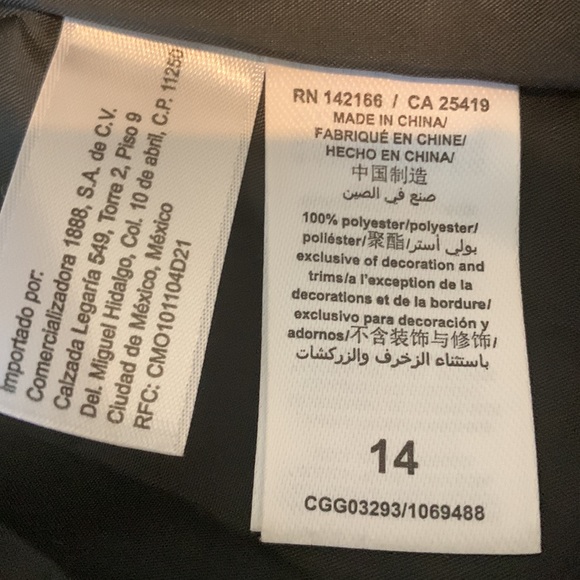 Importado por:
Comercializadora 1888, S.A. de C.V.
Calzada Legaria 549, Torre 2, Piso 9
Del. Miguel Hidalgo, Col. 10 de abril, C.P. 11250
Ciudad de México, México
RFC: CMO101104D21
RN 142166 / CA 25419
MADE IN CHINA/
FABRIQUÉ EN CHINE/
HECHO EN CHINA/
中国制造
صنع في الصين
100% polyester/polyester/
poliéster/聚酯/بولي أستر/
exclusive of decoration and
trims/a l'exception de la
decorations et de la bordure/
exclusivo para decoración y
adornos/不含装饰与修饰/
باستثناء الزخرف والزركشات
14
CGG03293/1069488